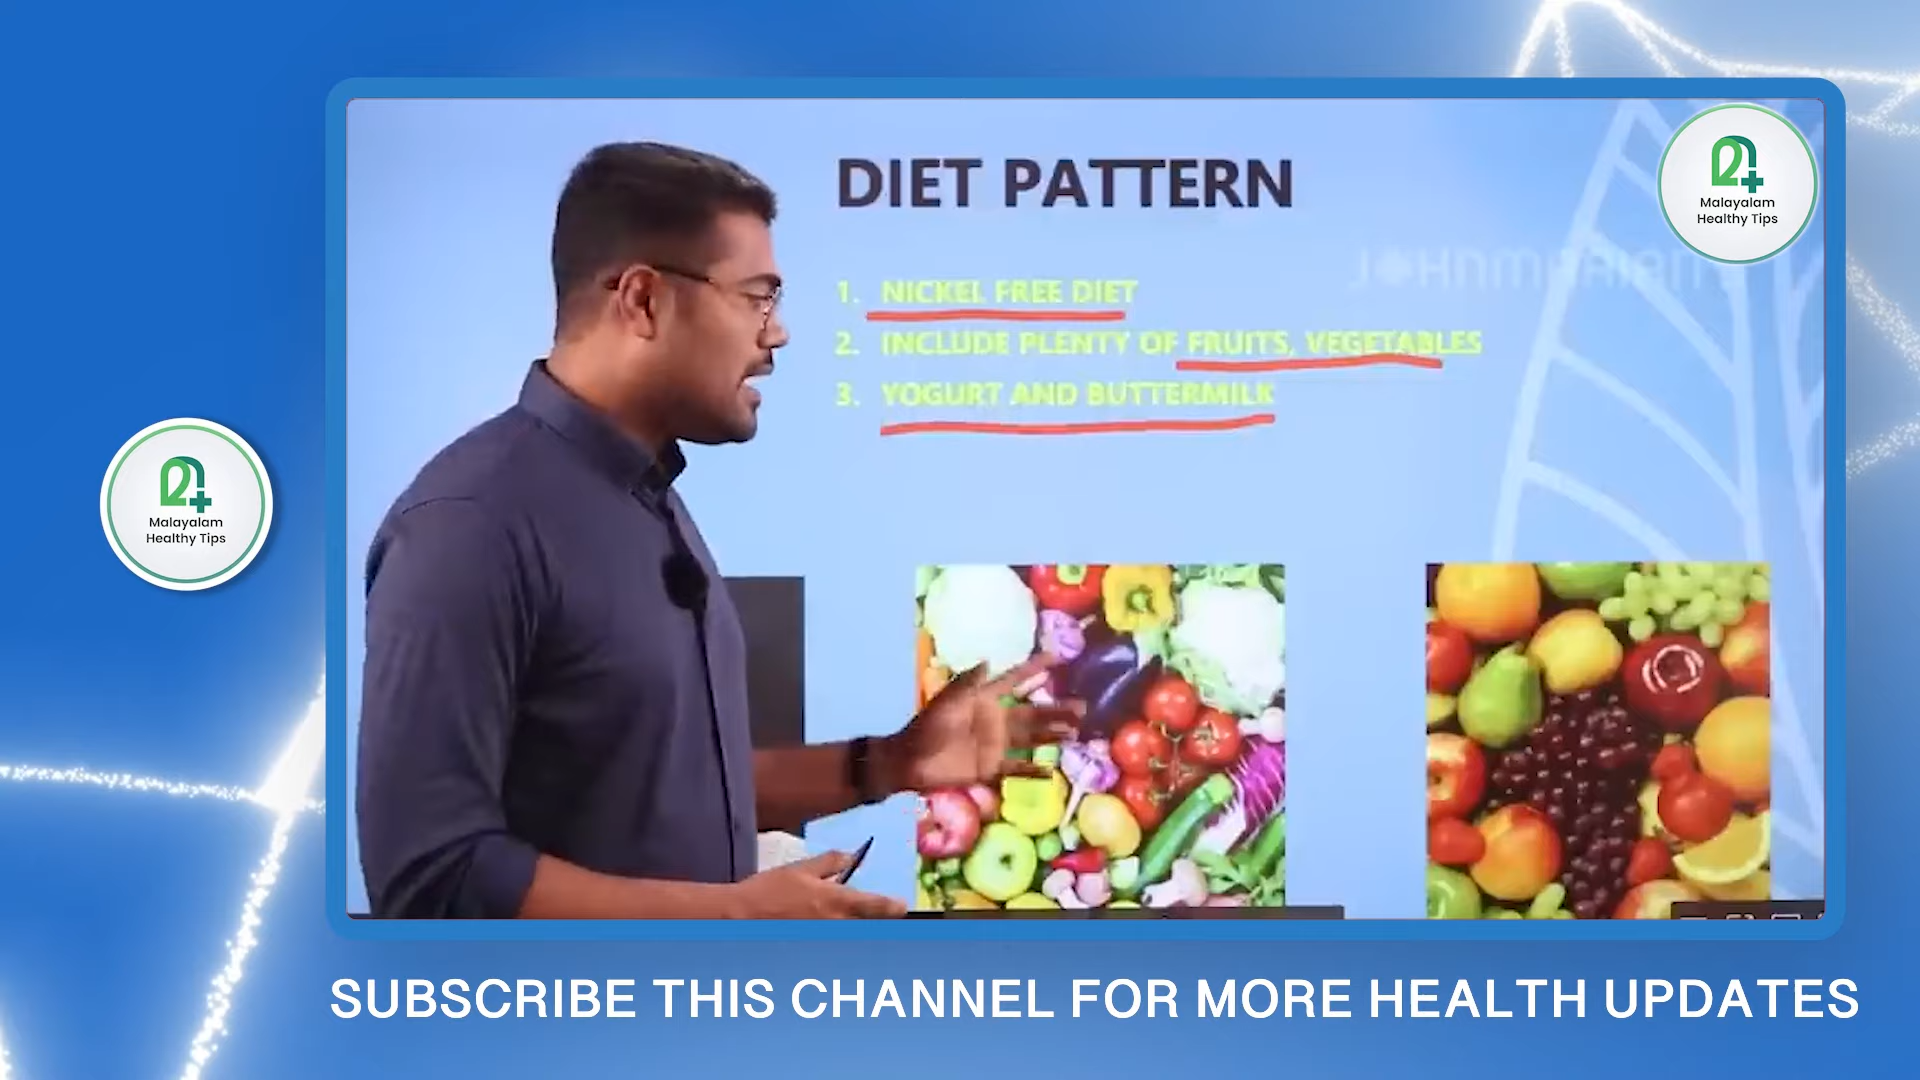 DIET PATTERN
Malayalam
Healthy Tips
1. NICKEL FREE DIET
2. INCLUDE PLENTY OF FRUITS, VEGETABLES
3. YOGURT AND BUTTERMILK
Malayalam
Healthy Tips
SUBSCRIBE THIS CHANNEL FOR MORE HEALTH UPDATES